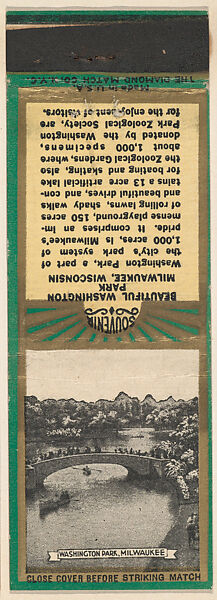 SOUVENIR
BEAUTIFUL WASHINGTON
PARK
MILWAUKEE, WISCONSIN
Washington Park, a part of
the city's park system of
1,000 acres, is Milwaukee's
pride. It comprises an im-
mense playground, 150 acres
of rolling lawns, shady walks
and beautiful drives, and con-
tains a 13 acre artificial lake
for boating and skating, also
the Zoological Gardens, where
about 1,000 specimens,
donated by the Washington
Park Zoological Society, are
for the enjoyment of visitors.
Made in U.S.A.
THE DIAMOND MATCH CO. N.Y.C.
WASHINGTON PARK, MILWAUKEE
CLOSE COVER BEFORE STRIKING MATCH